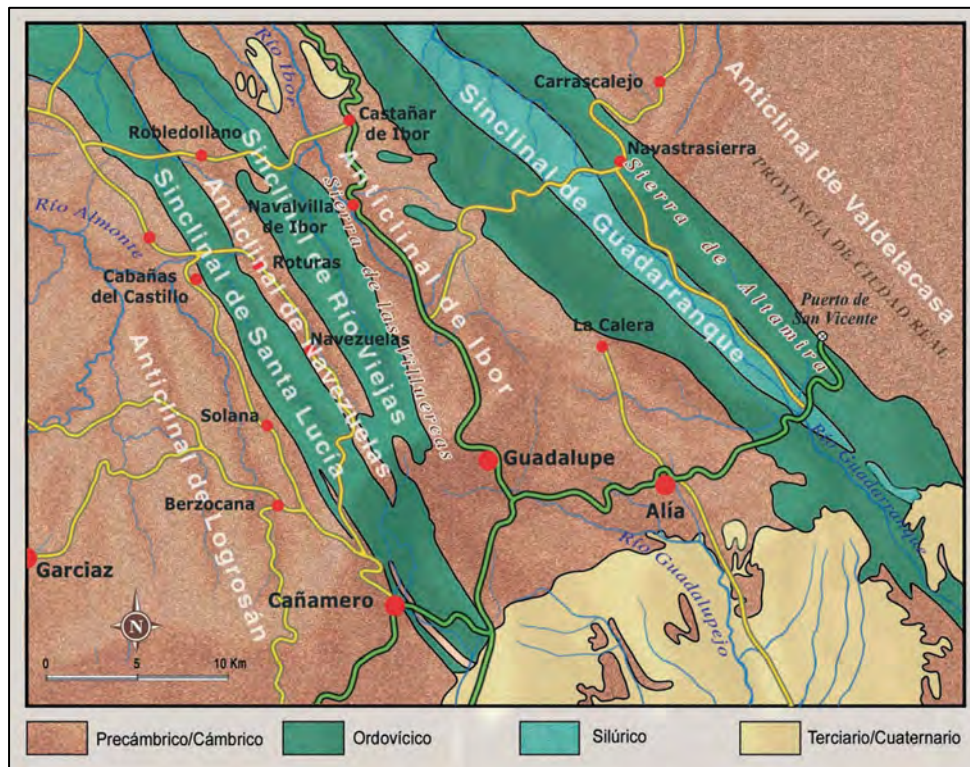 Río Ibor
Carrascalejo
Castañar
de Ibor
Robledollano
Navastrasierra
Anticlinal de Valdelacasa
PROVINCIA DE CIUDAD REAL
Sinclinal de Guadarranque
Sierra de Altamira
Río Almonte
Navalvilla
de Ibor
Roturas
Cabañas
del Castillo
Sinclinal de Santa Lucía
Anticlinal de Navezuelas
Sinclinal de Río Viejas
Sierra de las Villuercas
Anticlinal de Ibor
Puerto de
San Vicente
La Calera
Navezuelas
Anticlinal de Logrosán
Solana
Guadalupe
Berzocana
Alía
Río Guadarranque
Río Guadalupejo
Garciaz
Cañamero
N
0 5 10 Km
Precámbrico/Cámbrico Ordovícico Silúrico Terciario/Cuaternario